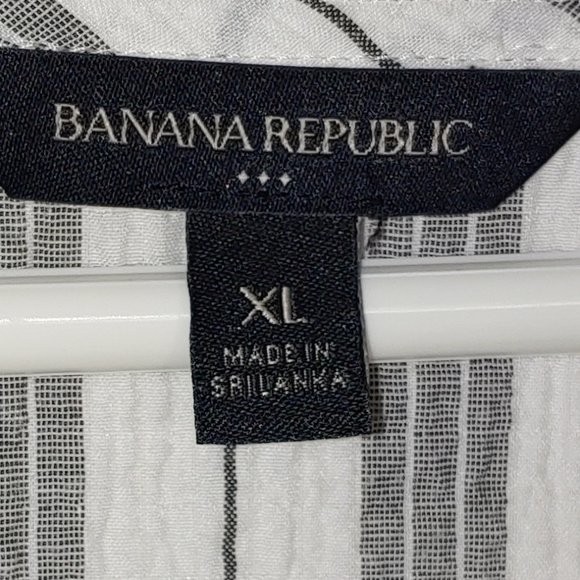 BANANA REPUBLIC
XL
MADE IN
SRI LANKA